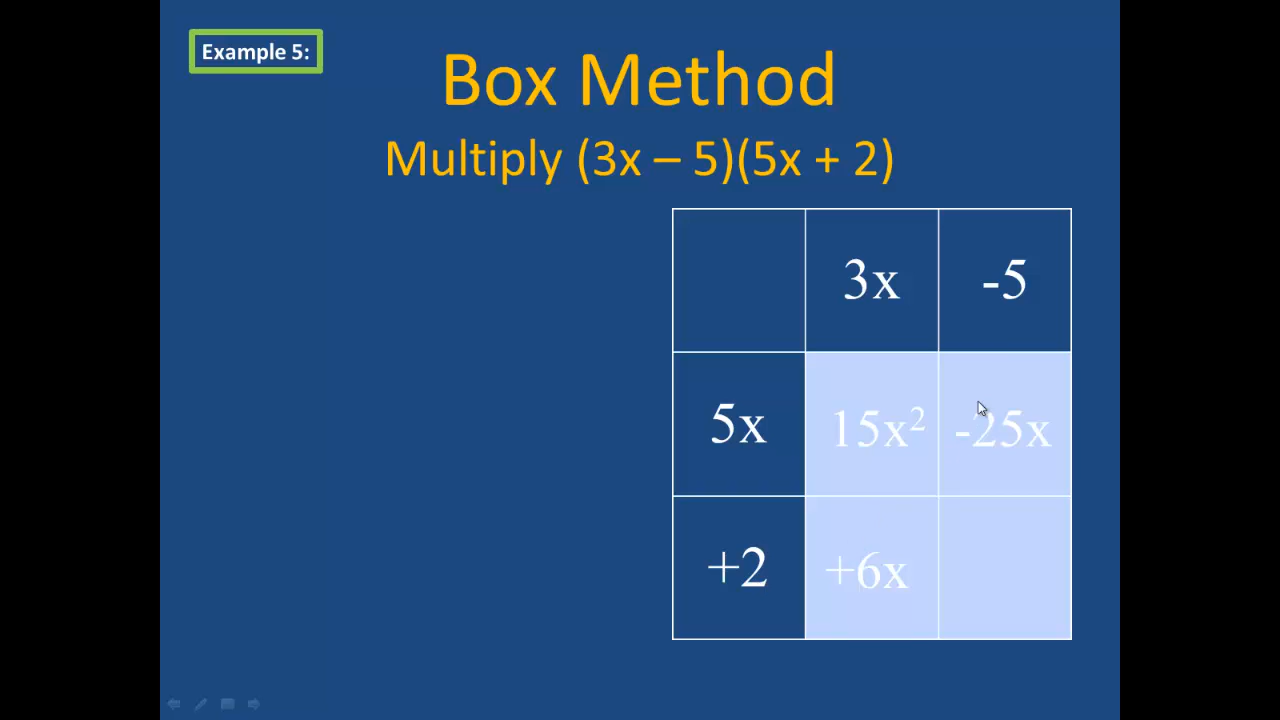 Example 5:
Box Method
Multiply (3x – 5)(5x + 2)
3x -5
5x 15x² -25x
+2 +6x